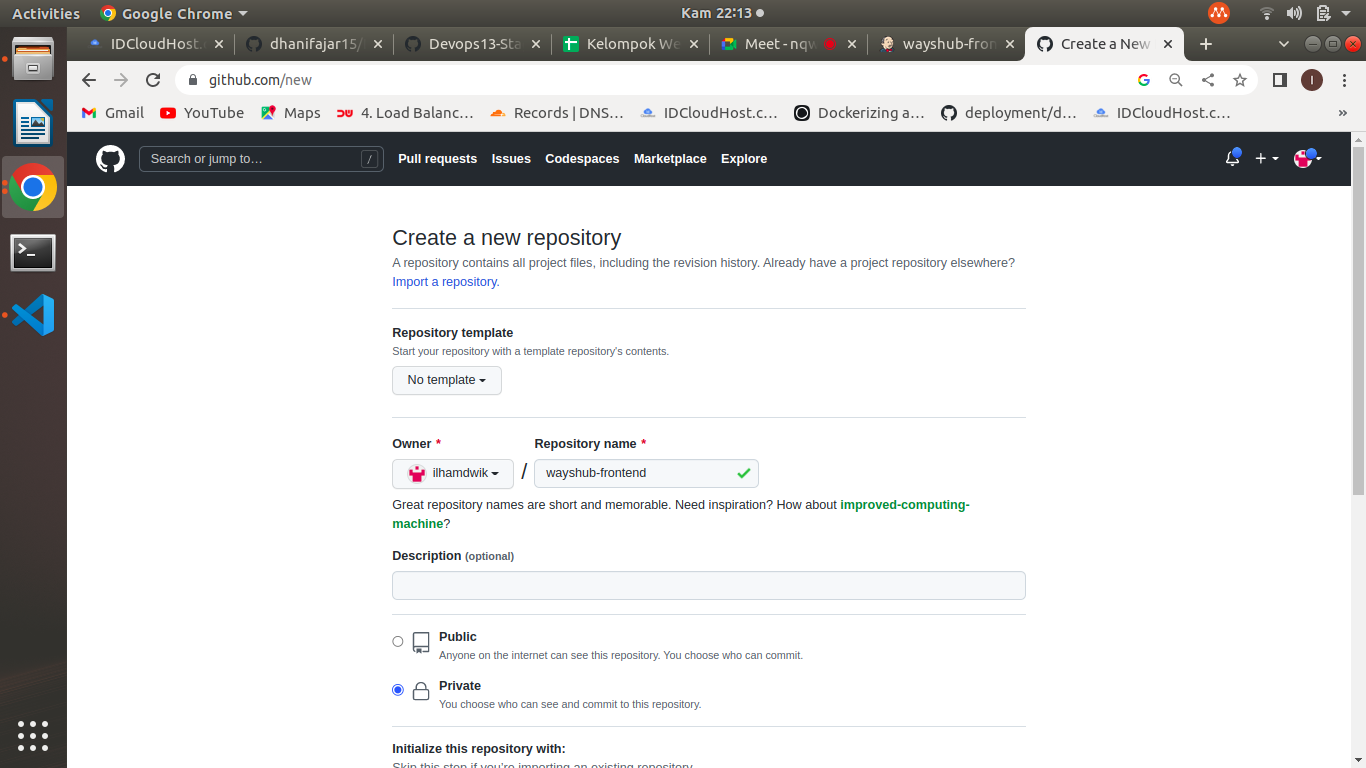 Activities Google Chrome Kam 22:13
IDCloudHost. dhanifajar15/ Devops13-Sta Kelompok We Meet - nqw wayshub-fron Create a New
github.com/new I
Gmail YouTube Maps 4. Load Balanc… Records | DNS… IDCloudHost.c… Dockerizing a… deployment/d… IDCloudHost.c… »
Search or jump to… / Pull requests Issues Codespaces Marketplace Explore
Create a new repository
A repository contains all project files, including the revision history. Already have a project repository elsewhere?
Import a repository.
Repository template
Start your repository with a template repository's contents.
No template
Owner * Repository name *
ilhamdwik / wayshub-frontend
Great repository names are short and memorable. Need inspiration? How about improved-computing-
machine?
Description (optional)
Public
Anyone on the internet can see this repository. You choose who can commit.
Private
You choose who can see and commit to this repository.
Initialize this repository with:
Skip this step if you're importing an existing repository.